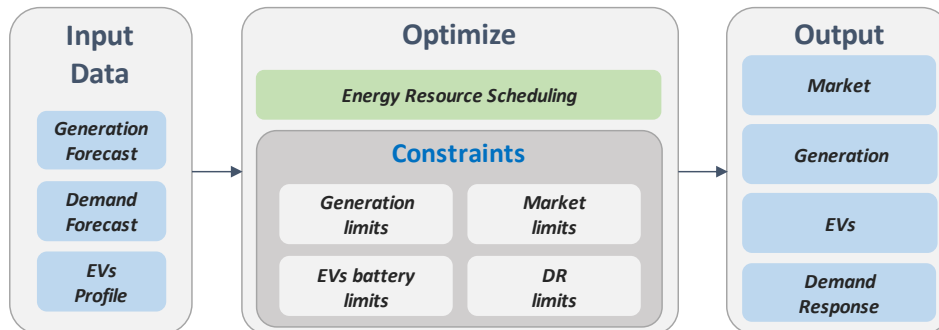 Input
Data
Generation
Forecast
Demand
Forecast
EVs
Profile
Optimize
Energy Resource Scheduling
Constraints
Generation
limits
Market
limits
EVs battery
limits
DR
limits
Output
Market
Generation
EVs
Demand
Response